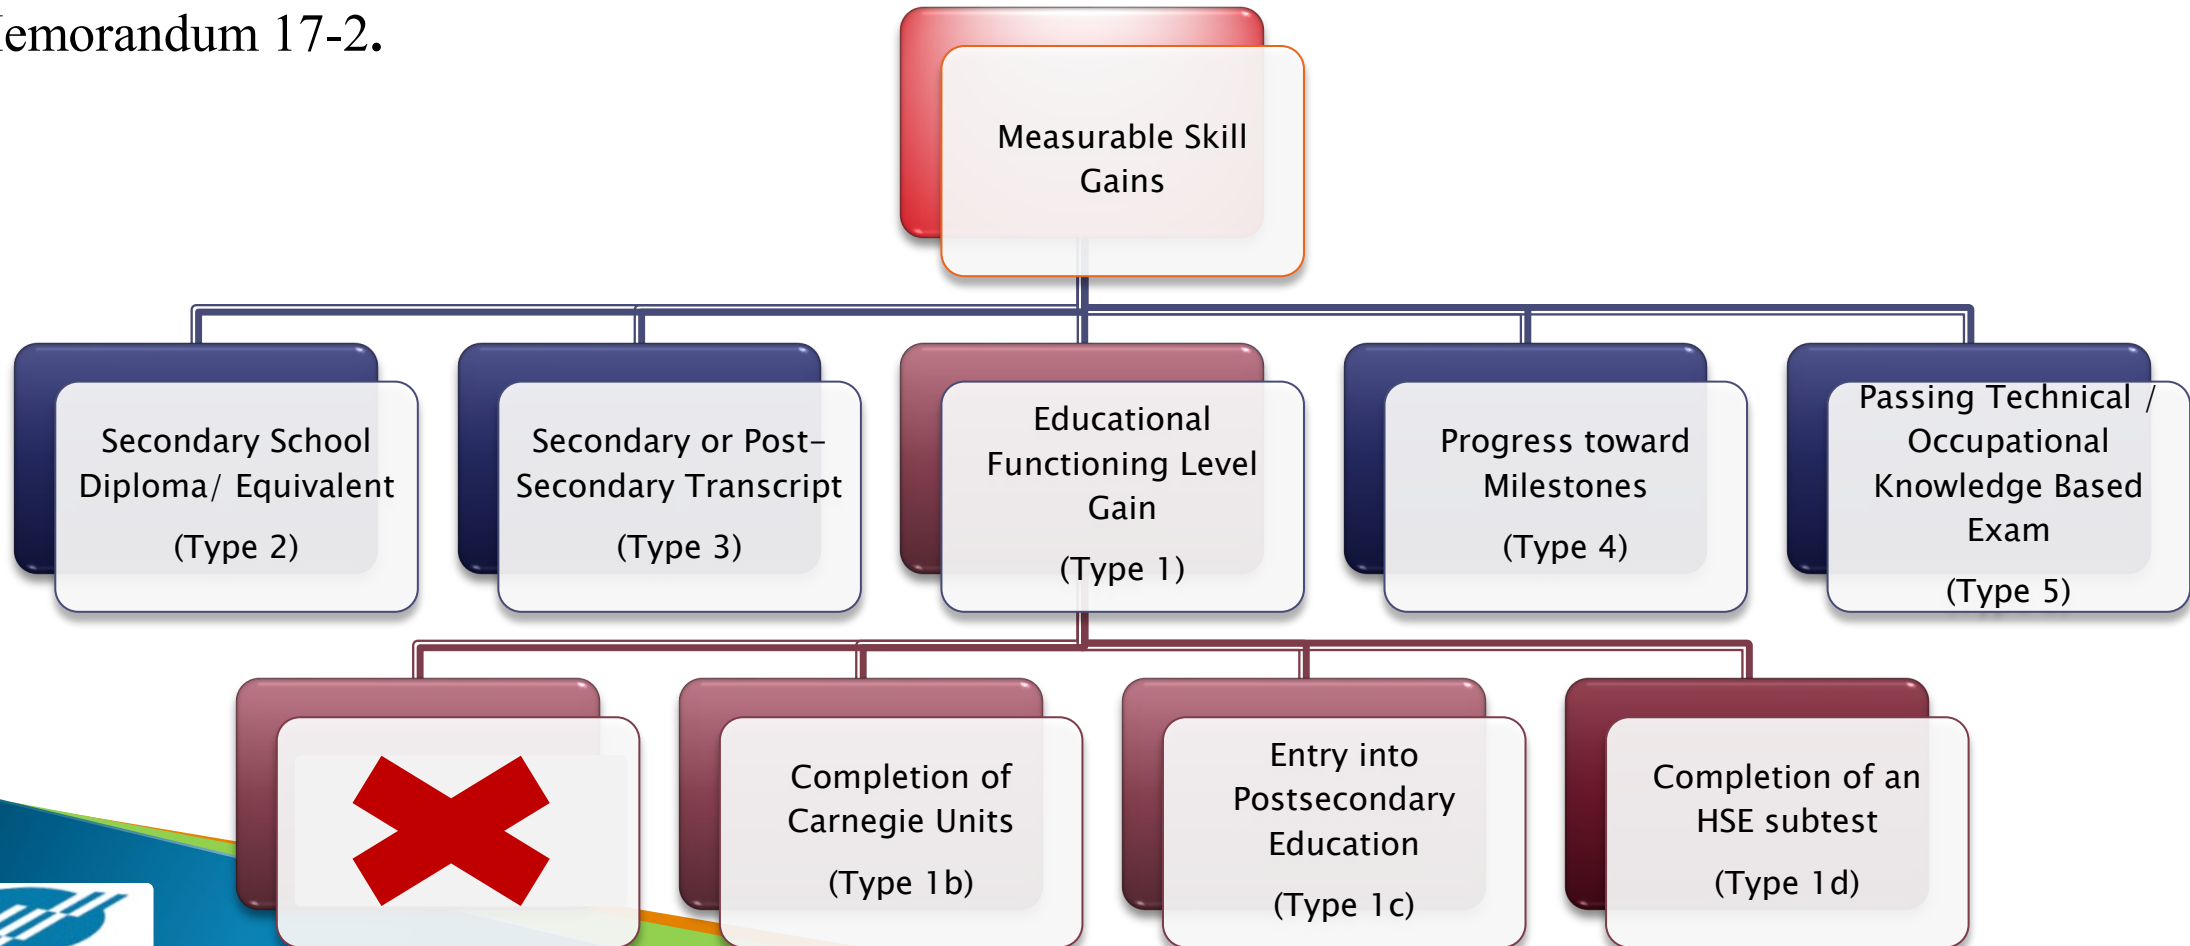 emorandum 17-2.
Measurable Skill
Gains
Secondary School
Diploma/ Equivalent
(Type 2)
Secondary or Post-
Secondary Transcript
(Type 3)
Educational
Functioning Level
Gain
(Type 1)
Progress toward
Milestones
(Type 4)
Passing Technical /
Occupational
Knowledge Based
Exam
(Type 5)
Completion of
Carnegie Units
(Type 1b)
Entry into
Postsecondary
Education
(Type 1c)
Completion of an
HSE subtest
(Type 1d)